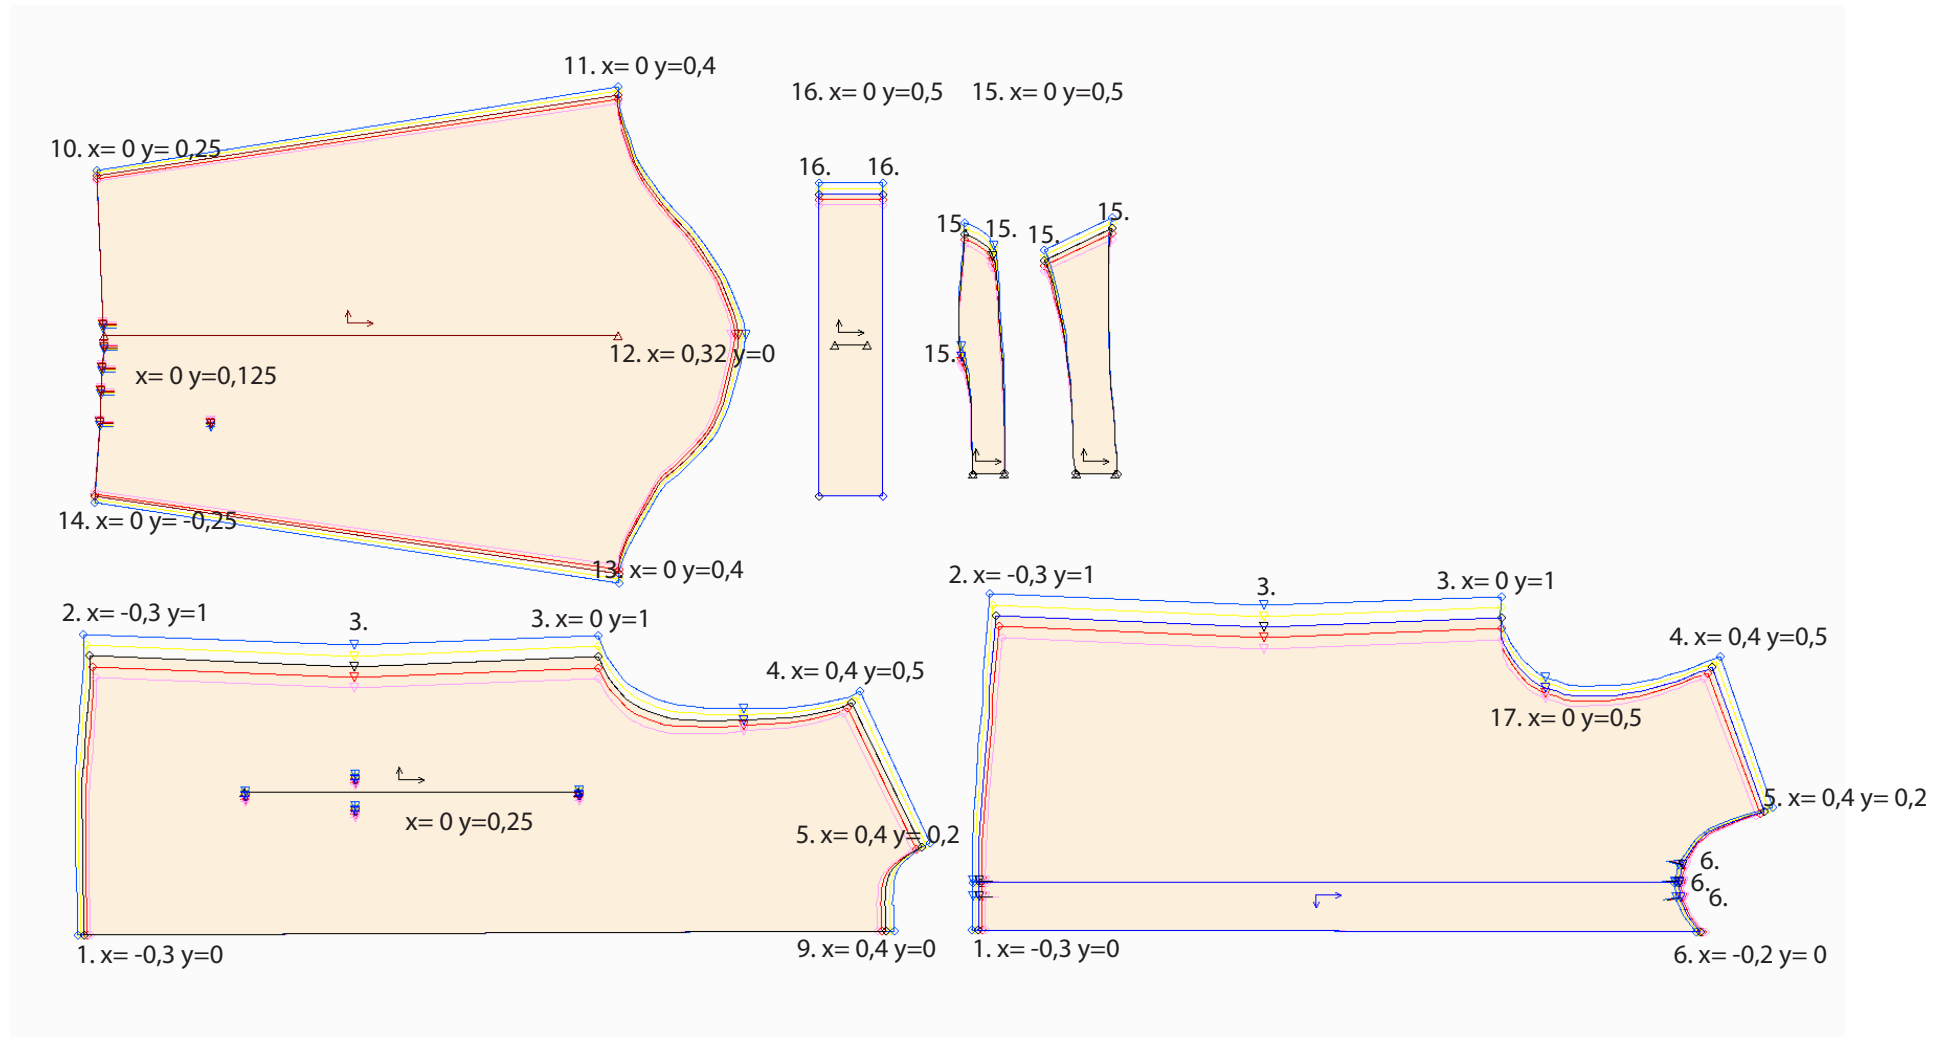 11. x= 0 y=0,4
16. x= 0 y=0,5
15. x= 0 y=0,5
10. x= 0 y= 0,25
16.
16.
15.
15.
15.
15.
15.
12. x= 0,32 y=0
x= 0 y=0,125
14. x= 0 y= -0,25
13. x= 0 y=0,4
2. x= -0,3 y=1
3.
3. x= 0 y=1
4. x= 0,4 y=0,5
x= 0 y=0,25
5. x= 0,4 y= 0,2
1. x= -0,3 y=0
9. x= 0,4 y=0
2. x= -0,3 y=1
3.
3. x= 0 y=1
4. x= 0,4 y=0,5
17. x= 0 y=0,5
5. x= 0,4 y= 0,2
6.
6.
6.
1. x= -0,3 y=0
6. x= -0,2 y= 0